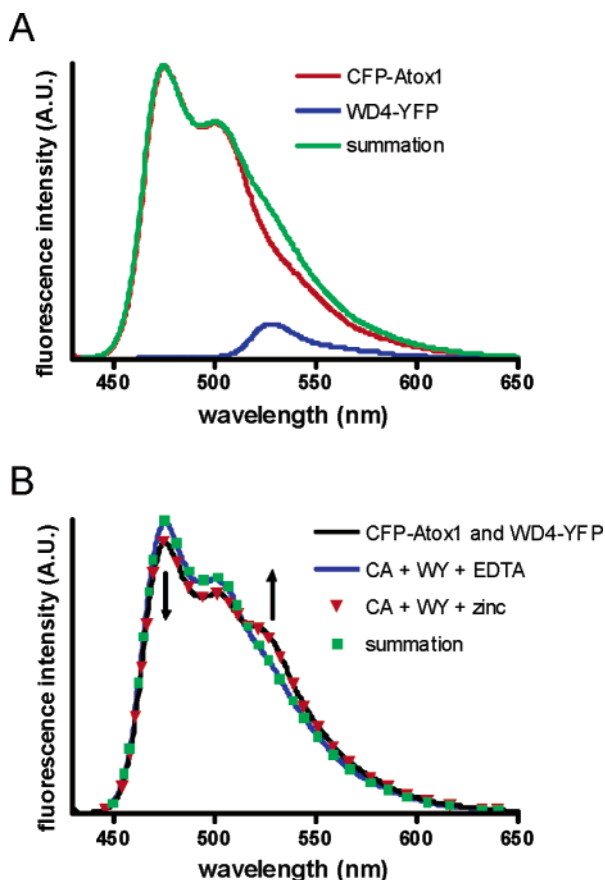 A
fluorescence intensity (A.U.)
CFP-Atox1
WD4-YFP
summation
450 500 550 600 650
wavelength (nm)
B
fluorescence intensity (A.U.)
CFP-Atox1 and WD4-YFP
CA + WY + EDTA
CA + WY + zinc
summation
450 500 550 600 650
wavelength (nm)